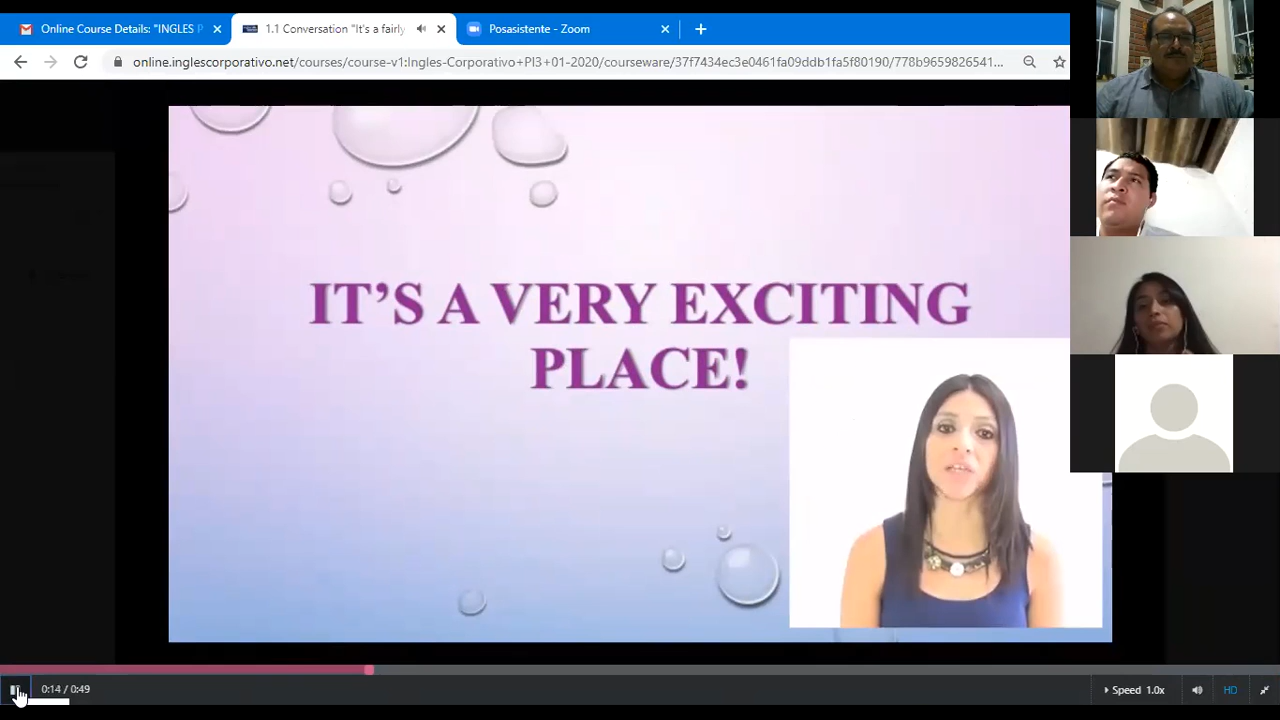 Online Course Details: "INGLES P
1.1 Conversation "It's a fairly
Posasistente - Zoom
online.inglescorporativo.net/courses/course-v1:Ingles-Corporativo+PI3+01-2020/courseware/37f7434ec3e0461fa09ddb1fa5f80190/778b9659826541...
IT'S A VERY EXCITING
PLACE!
0:14 / 0:49
Speed 1.0x
HD